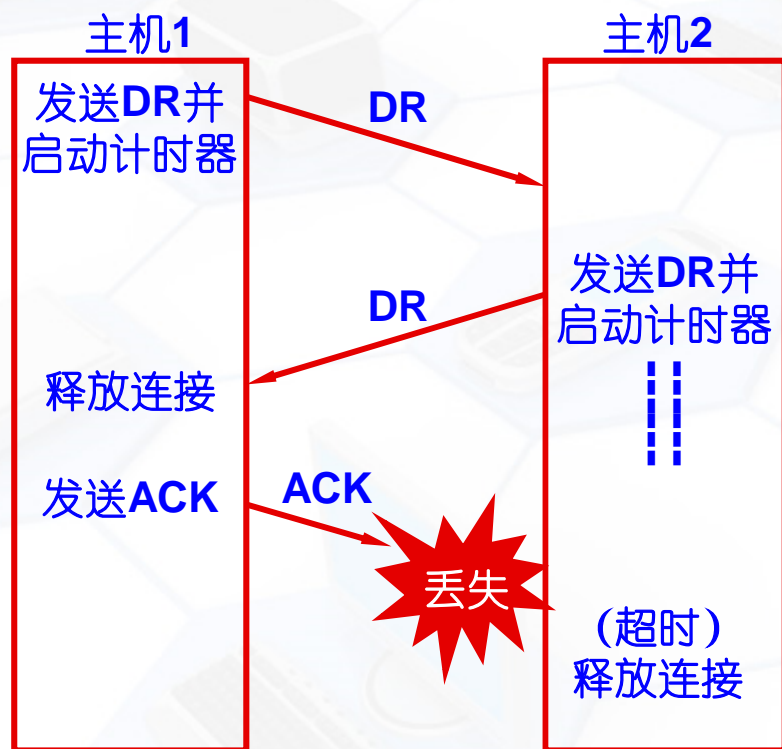 主机1
主机2
发送DR并
启动计时器
DR
发送DR并
启动计时器
DR
释放连接
发送ACK
ACK
丢失
(超时)
释放连接